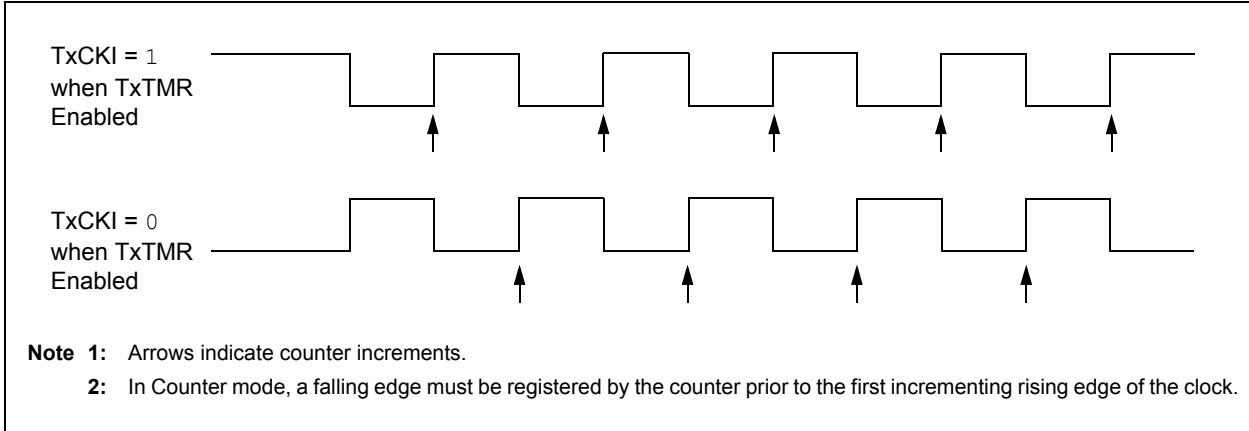 TxCKI = 1
when TxTMR
Enabled
TxCKI = 0
when TxTMR
Enabled
Note 1: Arrows indicate counter increments.
2: In Counter mode, a falling edge must be registered by the counter prior to the first incrementing rising edge of the clock.